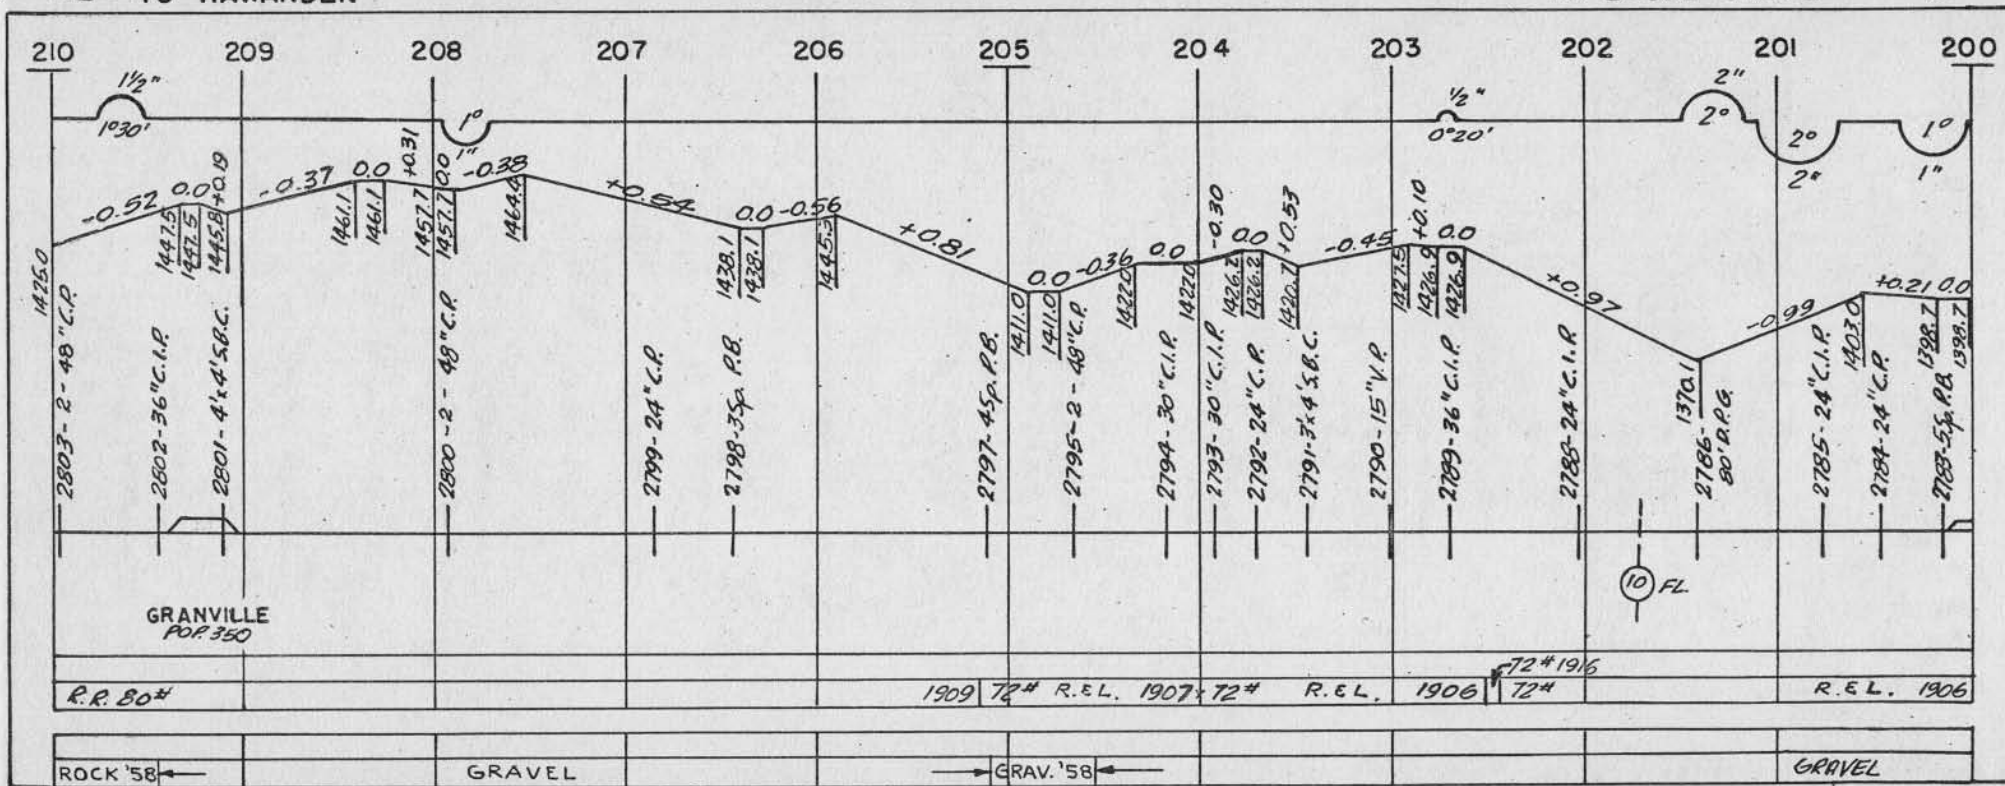 TO HAWARDEN
210 209 208 207 206 205 204 203 202 201 200
1½" 1° ½" 2" 2° 1°
1°30' 1" 0°20' 2° 2" 1"
-0.52 0.0 +0.19 -0.37 0.0 +0.31 0.0 -0.38 +0.54 0.0 -0.56 +0.81 0.0 -0.36 0.0 -0.30 0.0 +0.53 -0.45 +0.10 0.0 +0.97 -0.99 +0.21 0.0
1425.0 1447.5 1447.5 1445.8 1461.1 1461.1 1457.7 1457.7 1464.4 1438.1 1438.1 1445.3 1411.0 1411.0 1422.0 1422.0 1426.2 1426.2 1420.7 1427.5 1426.9 1426.9 1370.1 1403.0 1398.7 1398.7
2803-2-48"C.P.
2802-36"C.I.P.
2801-4'x4'S.B.C.
2800-2-48"C.P.
2799-24"C.P.
2798-3Sp. P.B.
2797-4Sp. P.B.
2795-2-48"C.P.
2794-30"C.I.P.
2793-30"C.I.P.
2792-24"C.P.
2791-3'x4'S.B.C.
2790-15"V.P.
2789-36"C.I.P.
2788-24"C.I.P.
2786-
80' D.P.G.
2785-24"C.I.P.
2784-24"C.P.
2783-5Sp. P.B.
10 FL.
GRANVILLE
POP. 350
72# 1916
R.R. 80# 1909 72# R.&L. 1907 72# R.&L. 1906 72# R.&L. 1906
ROCK '58 GRAVEL GRAV. '58 GRAVEL